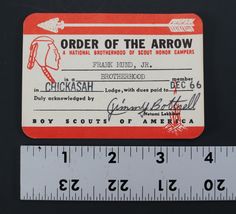 ORDER OF THE ARROW
A NATIONAL BROTHERHOOD OF SCOUT HONOR CAMPERS
FRANK HUND, JR.
is a BROTHERHOOD member
in CHICKASAH Lodge, with dues paid to DEC 66
Duly acknowledged by Jimmy Bottrell
BOY SCOUTS OF AMERICA
1 2 3 4
23 22 21 20